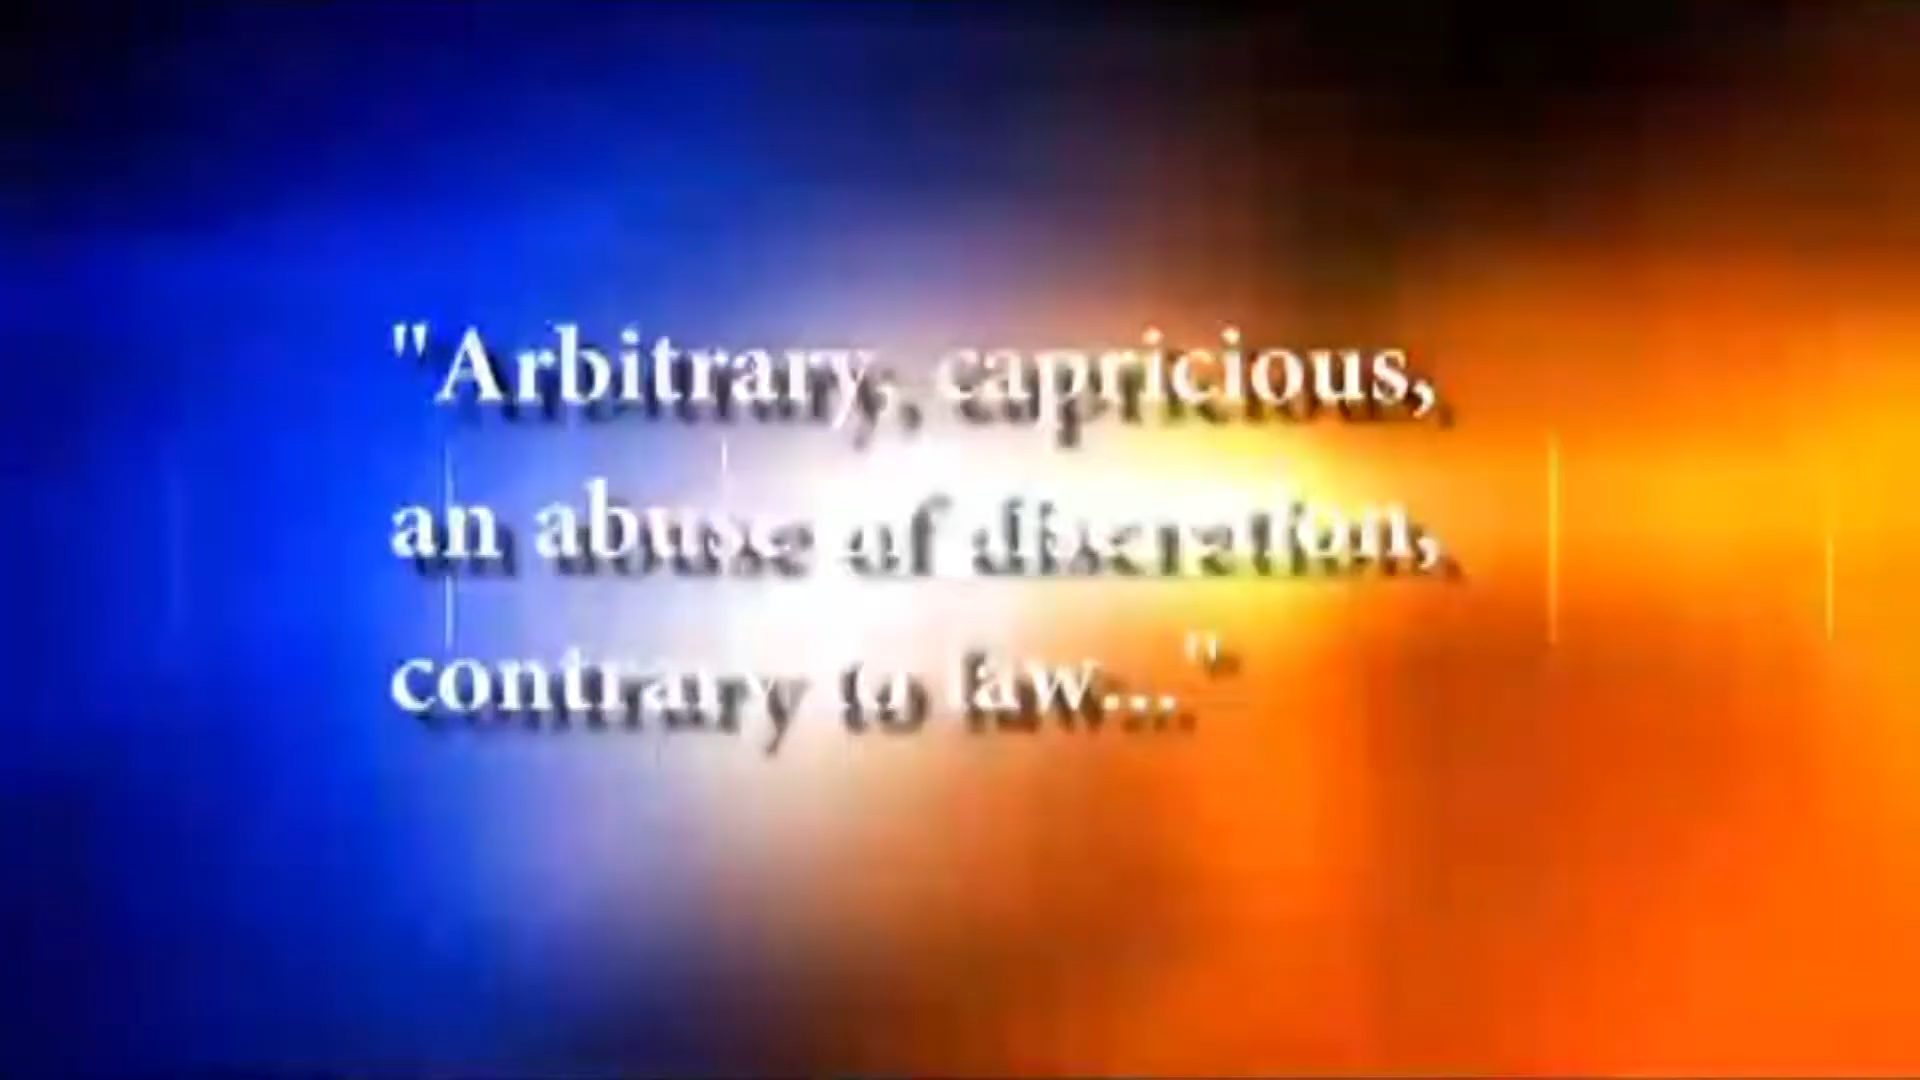 "Arbitrary, capricious,
an abuse of discretion,
contrary to law..."